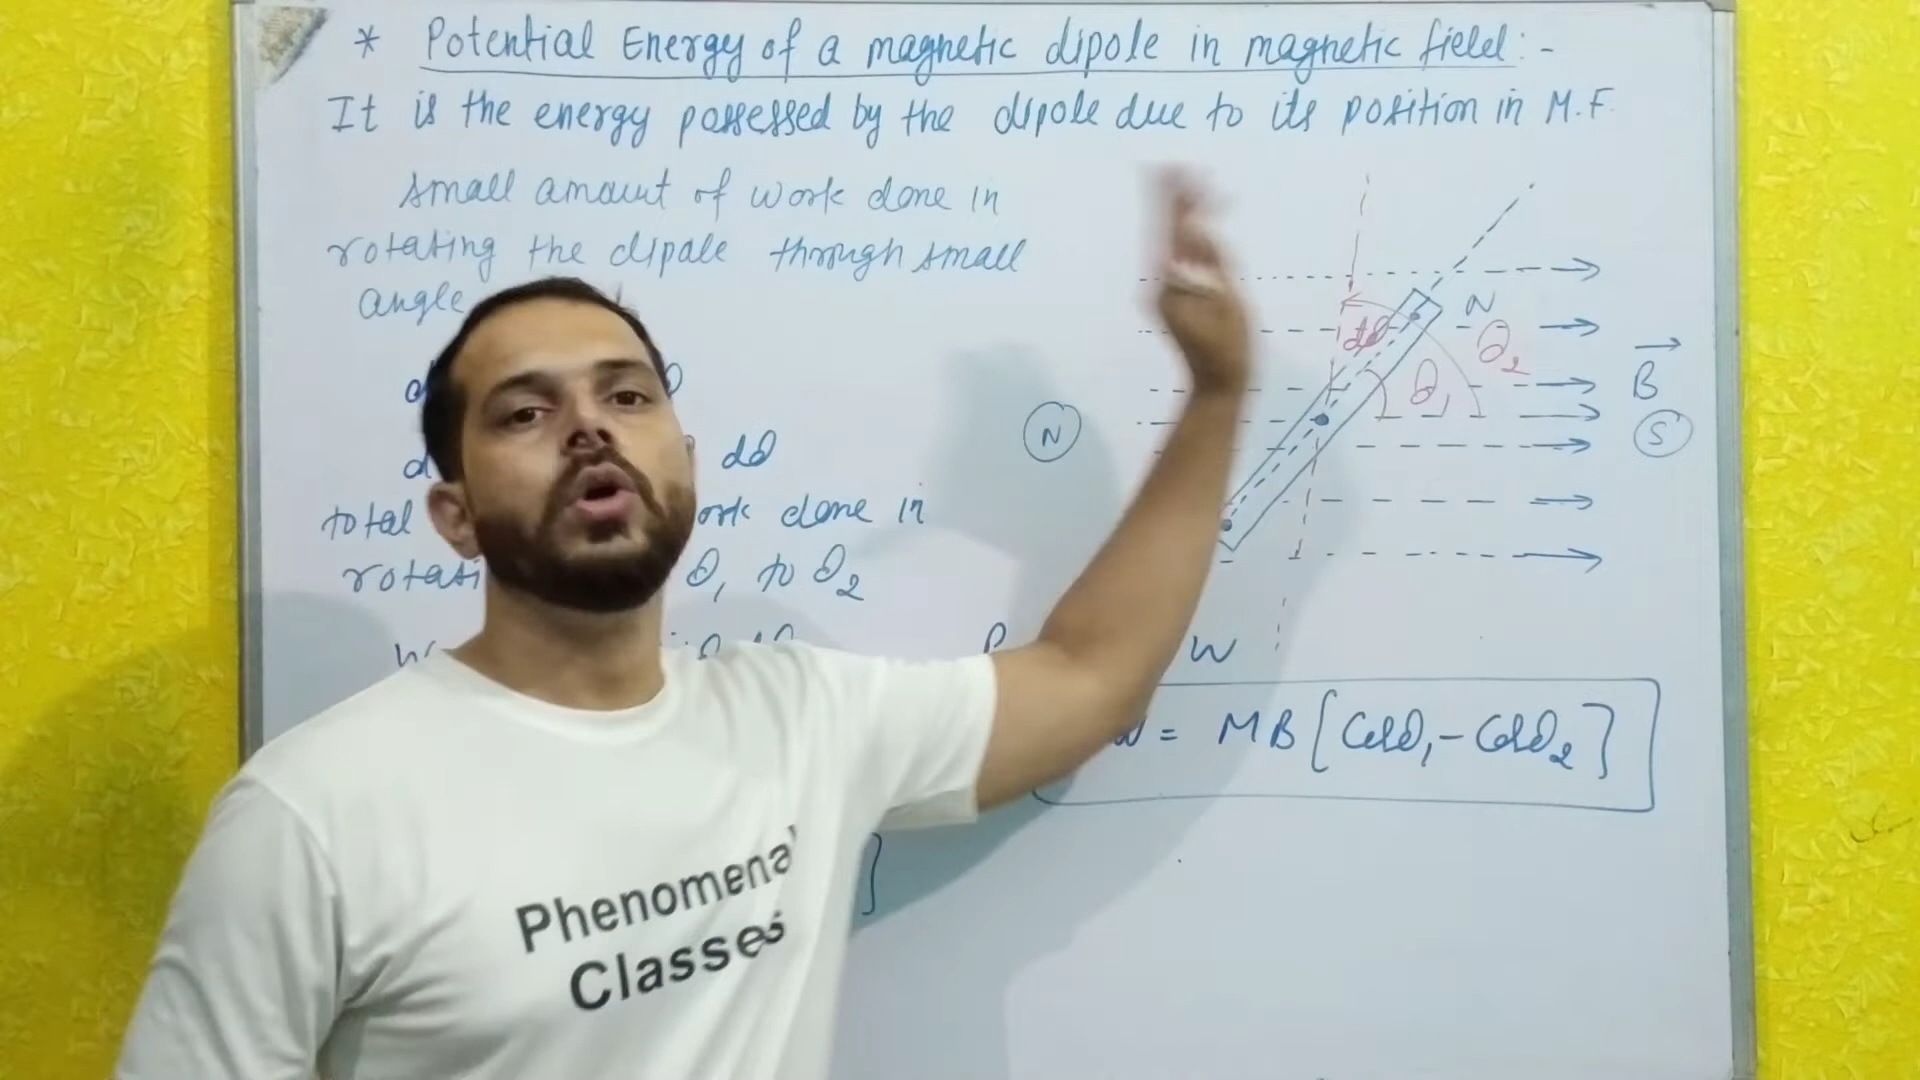 * Potential Energy of a magnetic dipole in magnetic field :-
It is the energy possessed by the dipole due to its position in M.F.
small amount of work done in
rotating the dipole through small
angle
dθ
total work done in
θ₁ to θ₂
W
= MB [Cosθ₁ - Cosθ₂]
N
dθ
θ₁
θ₂
B
N
S
Phenomenal
Classes